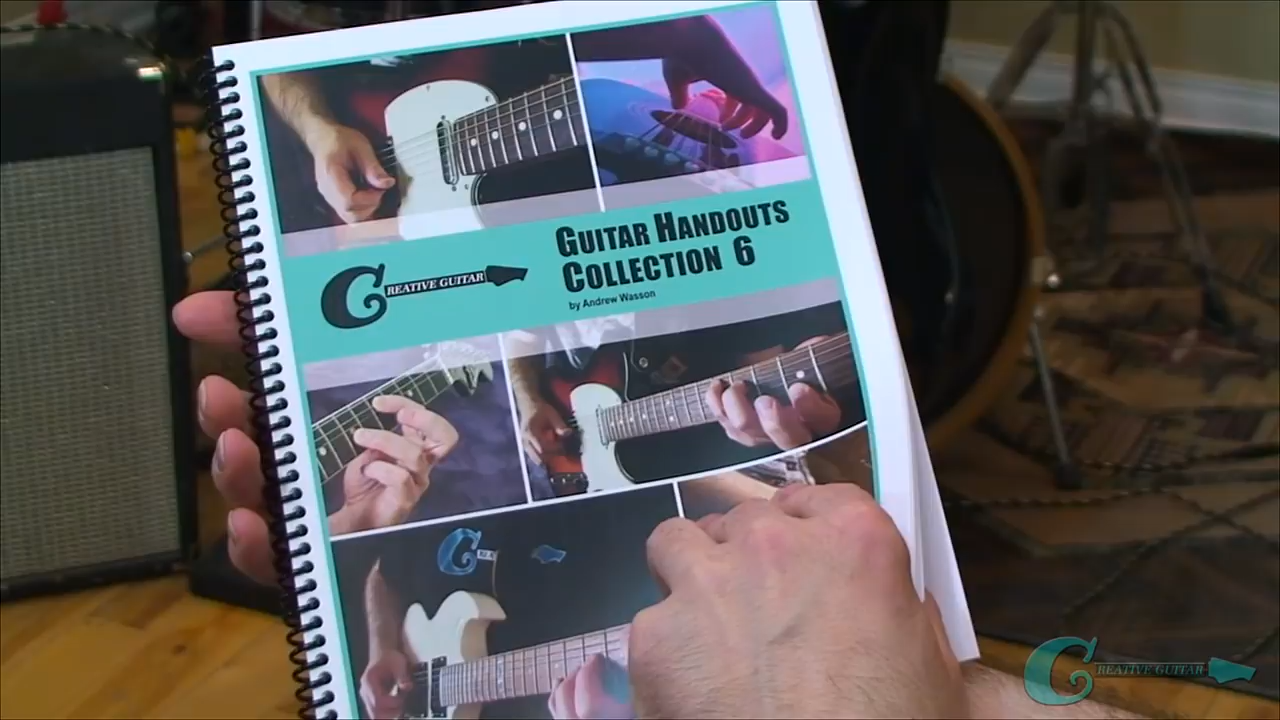 GUITAR HANDOUTS
COLLECTION 6
by Andrew Wasson
CREATIVE GUITAR
CREATIVE GUITAR